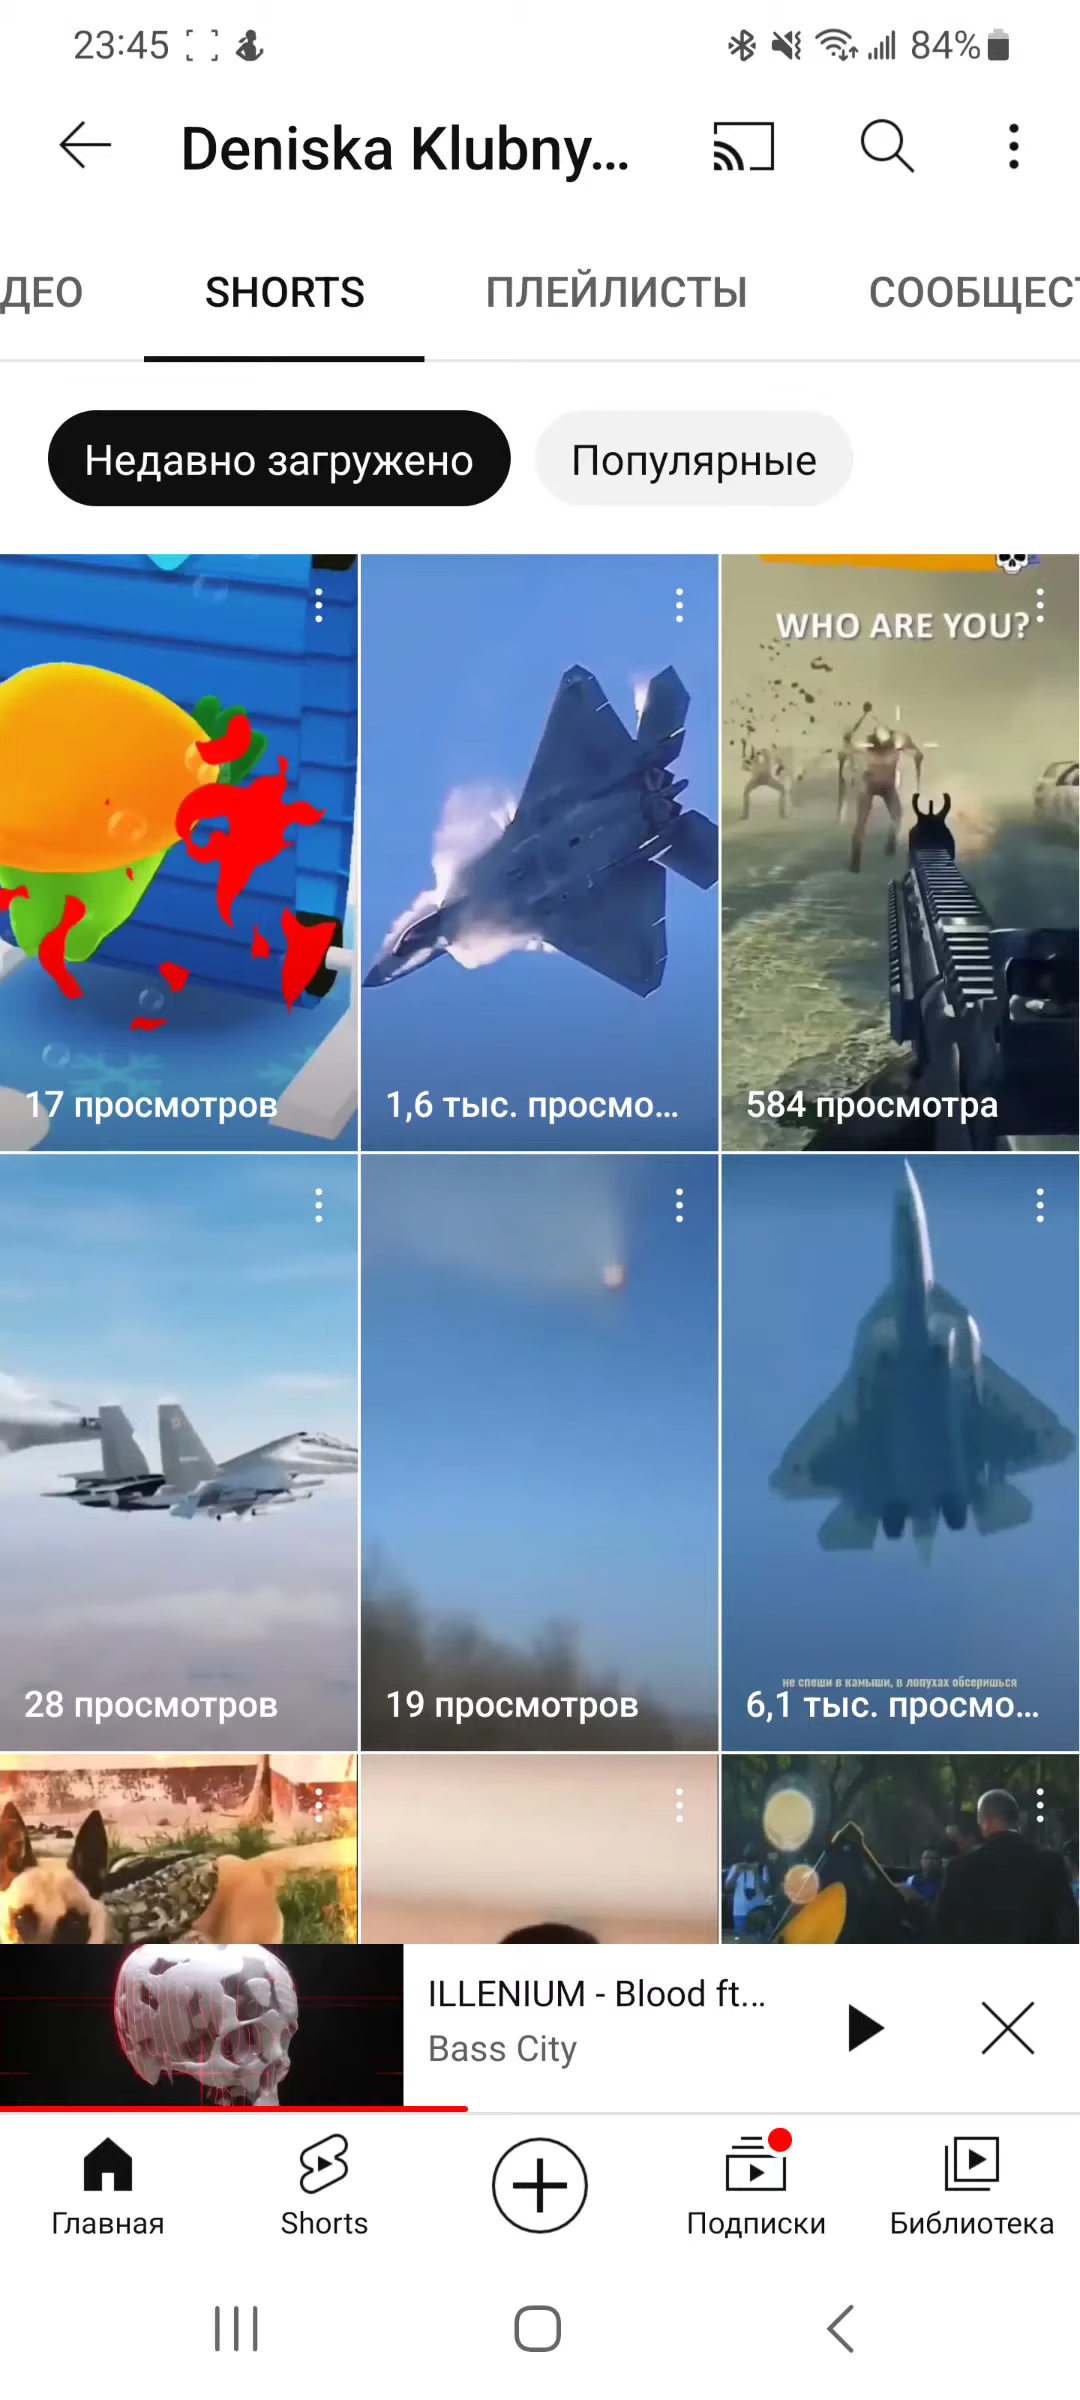 23:45 84%
Deniska Klubny...
ДЕО SHORTS ПЛЕЙЛИСТЫ СООБЩЕСТ
Недавно загружено Популярные
WHO ARE YOU?
17 просмотров 1,6 тыс. просмо... 584 просмотра
не спеши в камыши, в лопухах обсеришься
28 просмотров 19 просмотров 6,1 тыс. просмо...
ILLENIUM - Blood ft...
Bass City
Главная Shorts Подписки Библиотека